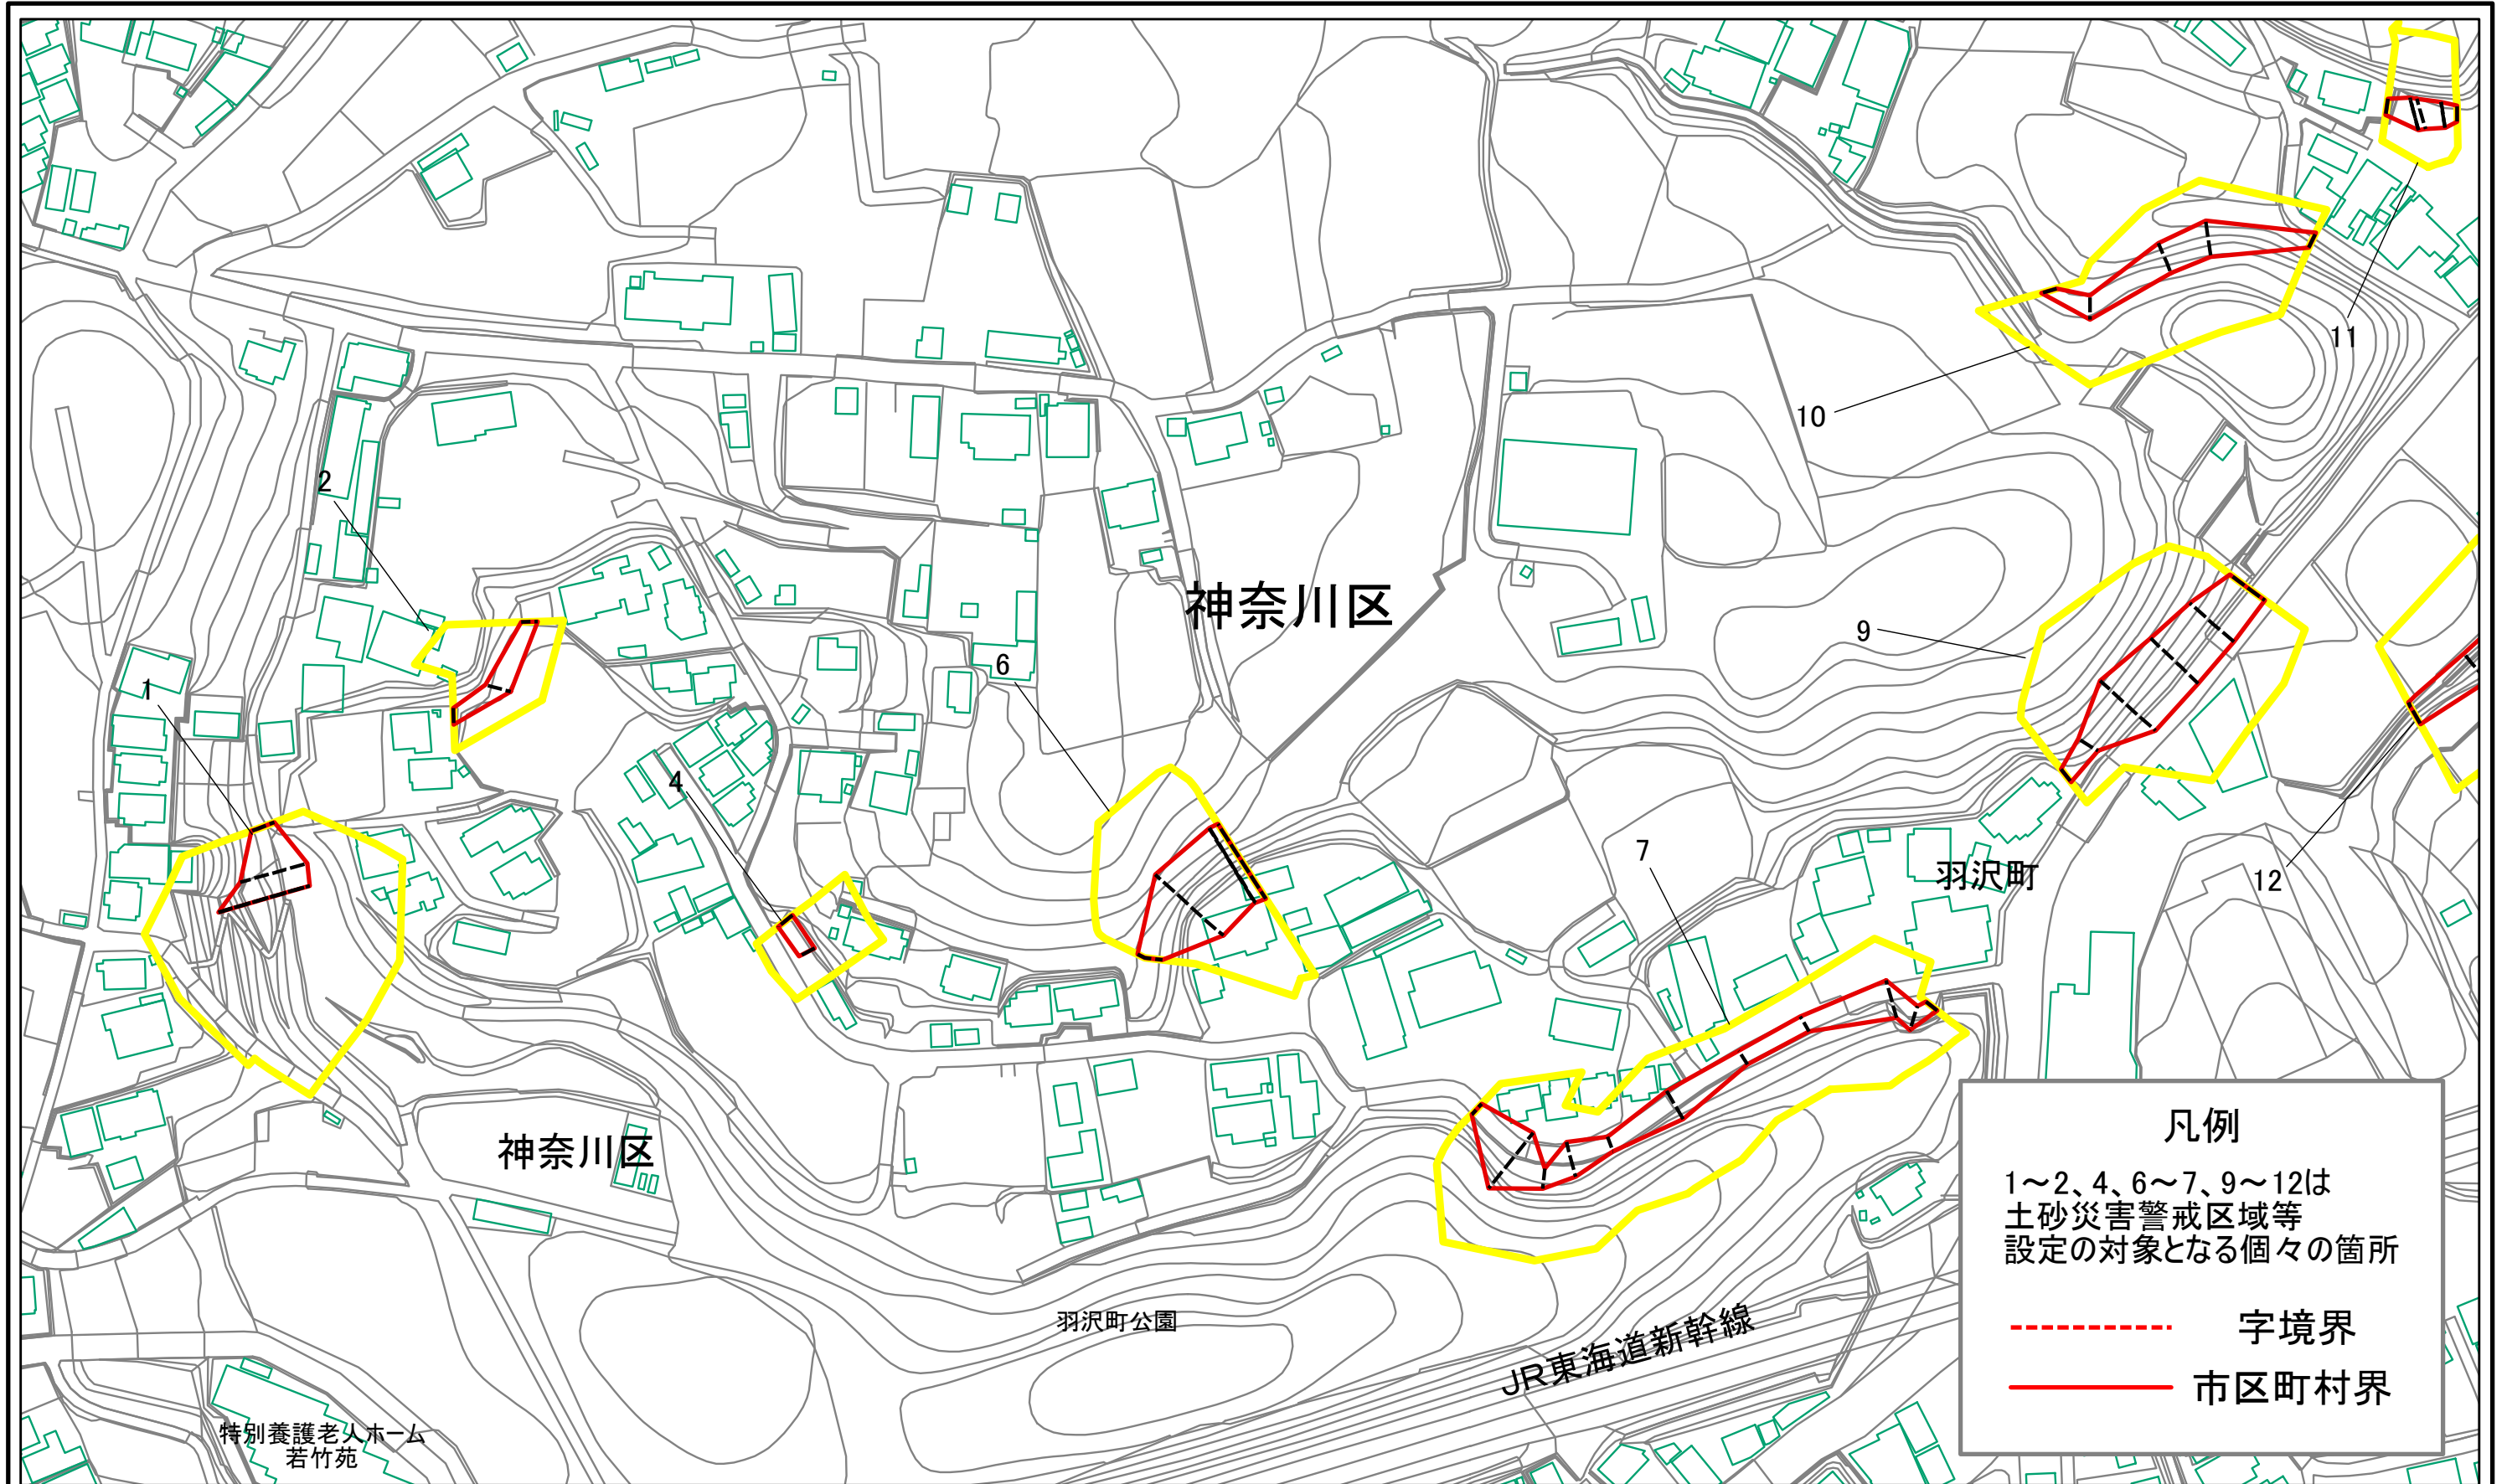 11
10
2
神奈川区
9
6
1
4
7
羽沢町
12
神奈川区
凡例
1～2、4、6～7、9～12は
土砂災害警戒区域等
設定の対象となる個々の箇所
字境界
市区町村界
羽沢町公園
JR東海道新幹線
特別養護老人ホーム
若竹苑